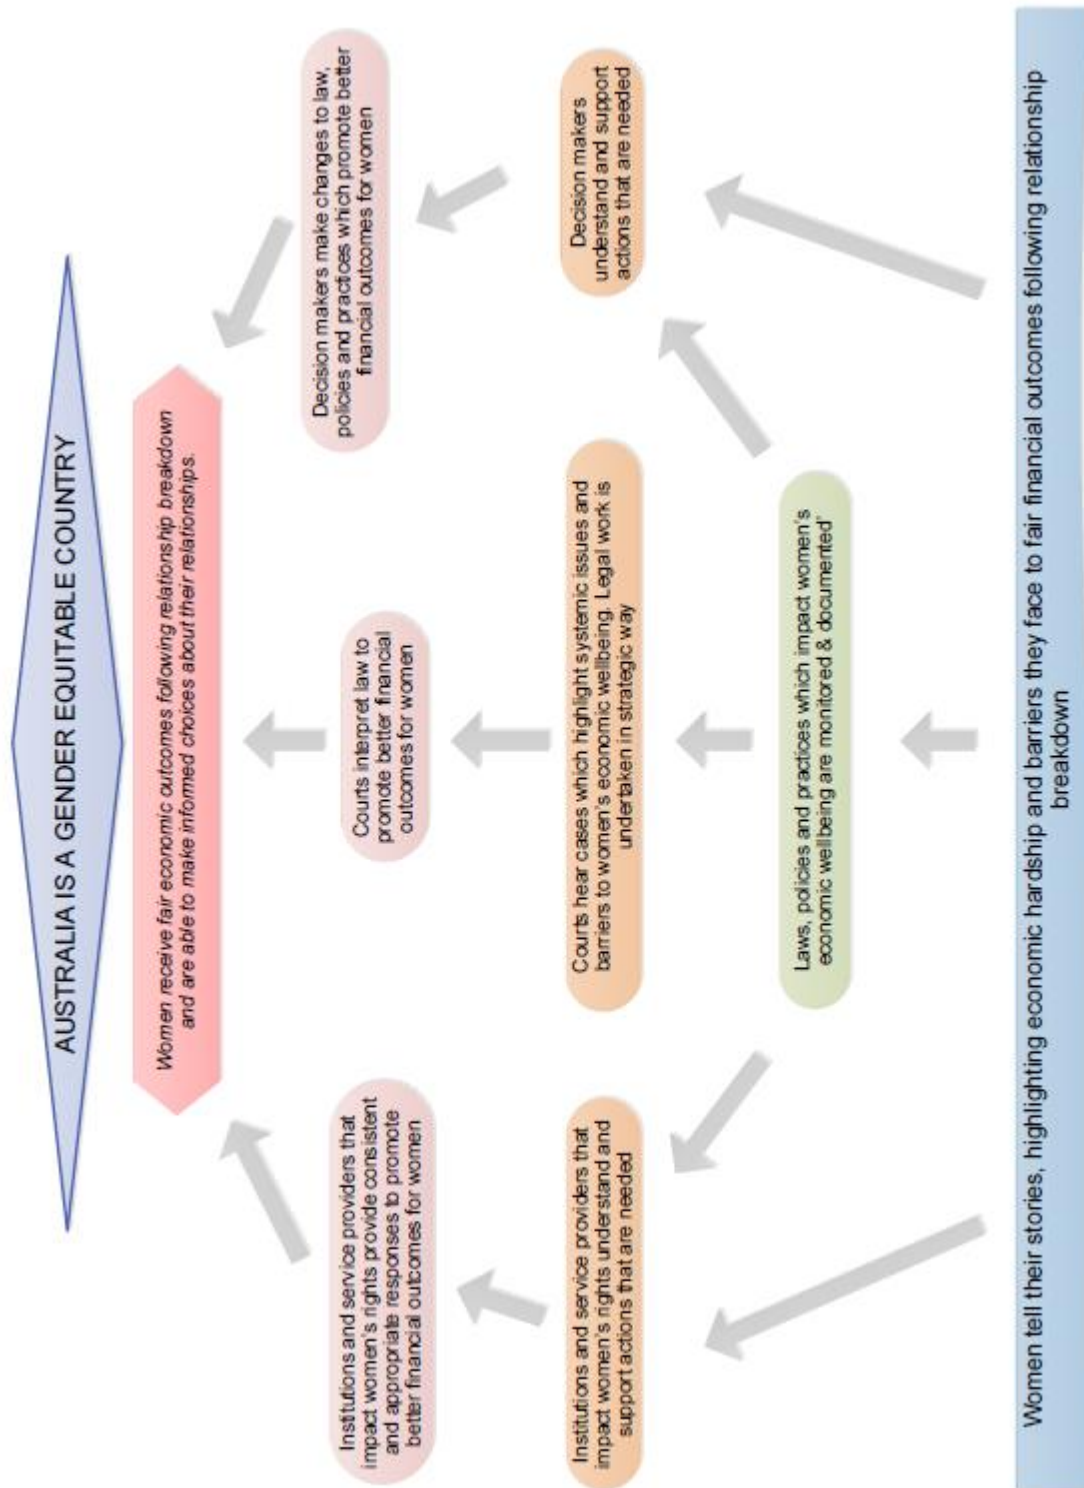 AUSTRALIA IS A GENDER EQUITABLE COUNTRY
Women receive fair economic outcomes following relationship breakdown
and are able to make informed choices about their relationships.
Institutions and service providers that
impact women's rights provide consistent
and appropriate responses to promote
better financial outcomes for women
Courts interpret law to
promote better financial
outcomes for women
Decision makers make changes to law,
policies and practices which promote better
financial outcomes for women
Institutions and service providers that
impact women's rights understand and
support actions that are needed
Courts hear cases which highlight systemic issues and
barriers to women's economic wellbeing. Legal work is
undertaken in strategic way
Decision makers
understand and support
actions that are needed
Laws, policies and practices which impact women's
economic wellbeing are monitored & documented'
Women tell their stories, highlighting economic hardship and barriers they face to fair financial outcomes following relationship
breakdown